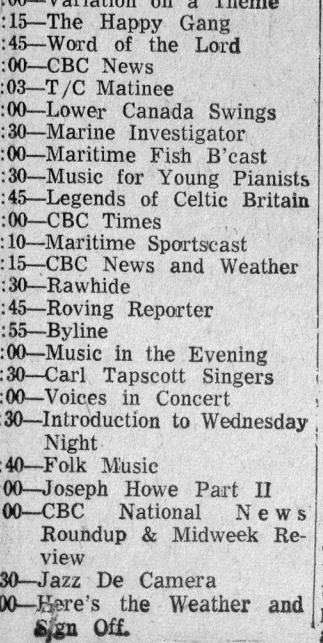 :00—Variation on a Theme
:15—The Happy Gang
:45—Word of the Lord
:00—CBC News
:03—T/C Matinee
:00—Lower Canada Swings
:30—Marine Investigator
:00—Maritime Fish B'cast
:30—Music for Young Pianists
:45—Legends of Celtic Britain
:00—CBC Times
:10—Maritime Sportscast
:15—CBC News and Weather
:30—Rawhide
:45—Roving Reporter
:55—Byline
:00—Music in the Evening
:30—Carl Tapscott Singers
:00—Voices in Concert
:30—Introduction to Wednesday
Night
:40—Folk Music
00—Joseph Howe Part II
00—CBC National News
Roundup & Midweek Re-
view
30—Jazz De Camera
00—Here's the Weather and
Sign Off.